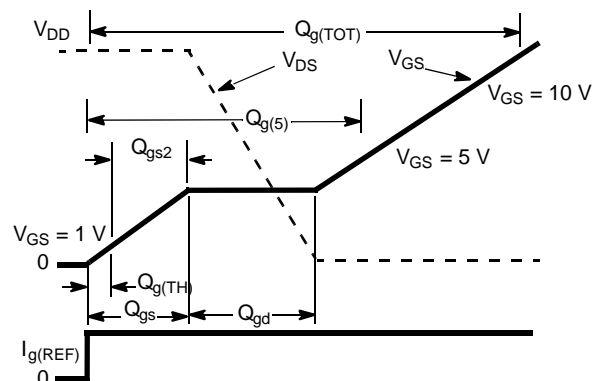 V_DD
Q_g(TOT)
V_DS
V_GS
V_GS = 10 V
Q_g(5)
Q_gs2
V_GS = 5 V
V_GS = 1 V
0
Q_g(TH)
Q_gs
Q_gd
I_g(REF)
0